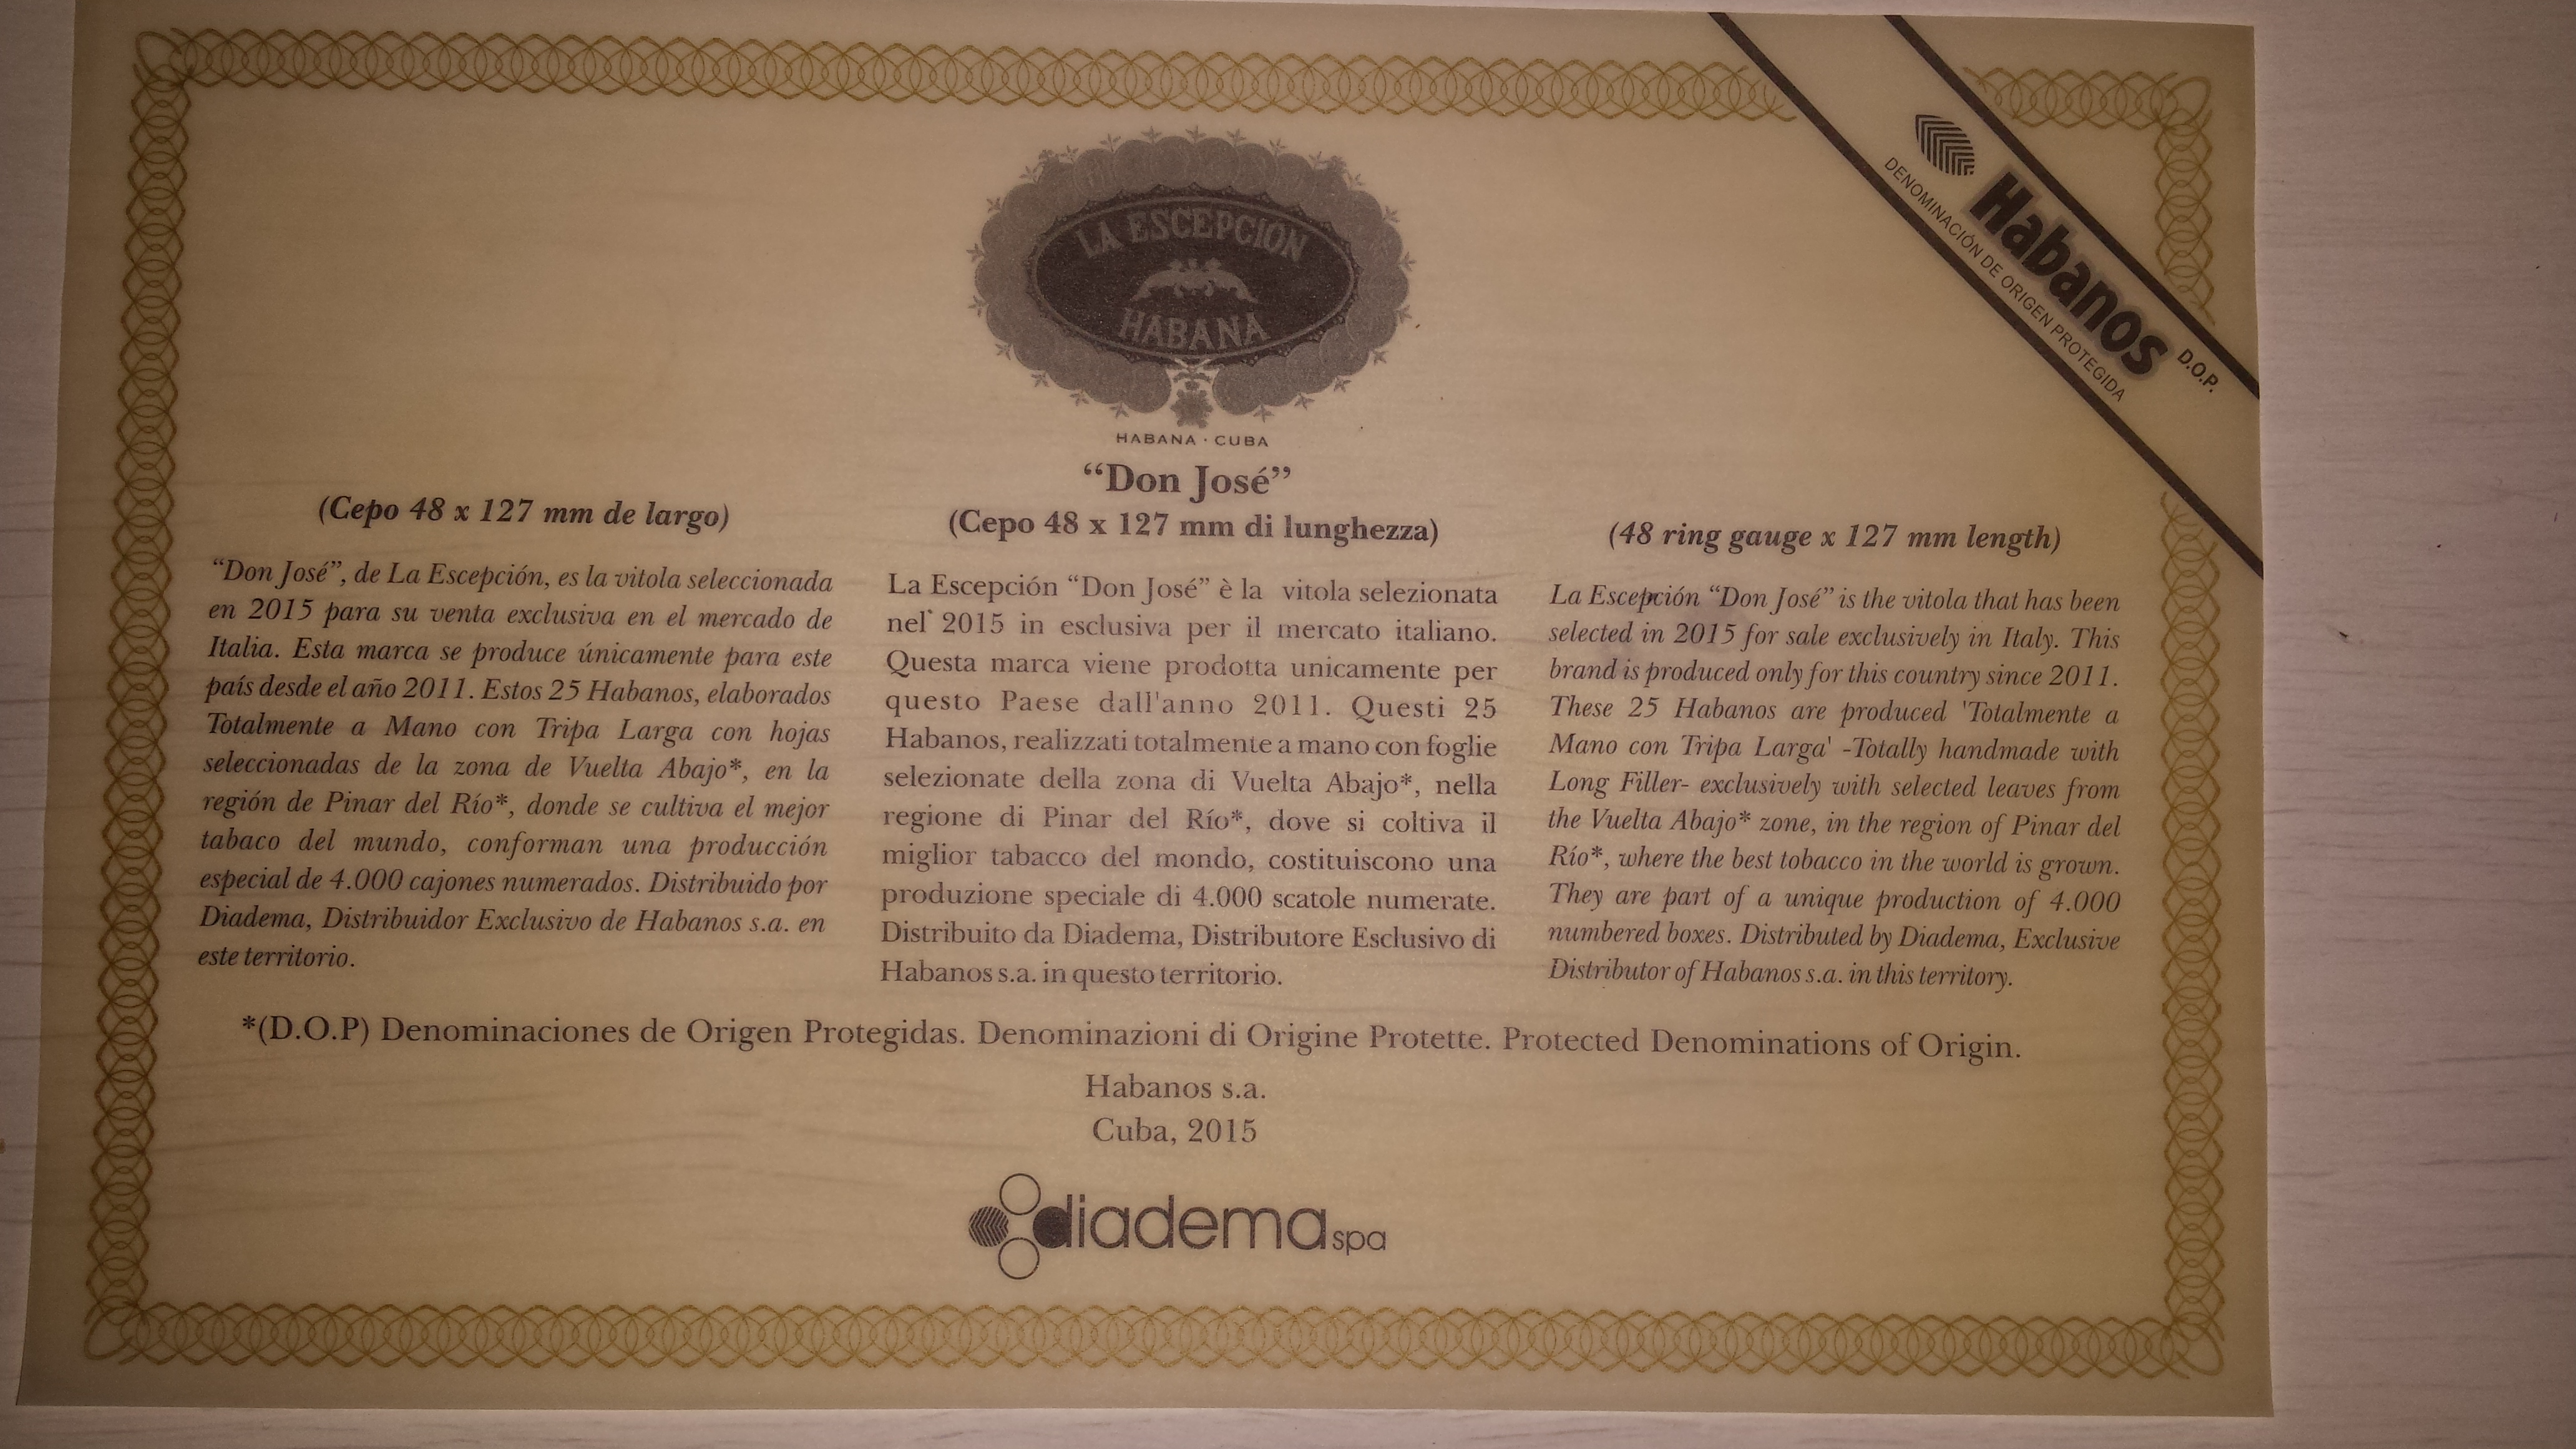 LA ESCEPCION
HABANA
HABANA · CUBA
Habanos
D.O.P.
DENOMINACIÓN DE ORIGEN PROTEGIDA
“Don José”
(Cepo 48 x 127 mm de largo)
“Don José”, de La Escepción, es la vitola seleccionada
en 2015 para su venta exclusiva en el mercado de
Italia. Esta marca se produce únicamente para este
país desde el año 2011. Estos 25 Habanos, elaborados
Totalmente a Mano con Tripa Larga con hojas
seleccionadas de la zona de Vuelta Abajo*, en la
región de Pinar del Río*, donde se cultiva el mejor
tabaco del mundo, conforman una producción
especial de 4.000 cajones numerados. Distribuido por
Diadema, Distribuidor Exclusivo de Habanos s.a. en
este territorio.
(Cepo 48 x 127 mm di lunghezza)
La Escepción “Don José” è la vitola selezionata
nel 2015 in esclusiva per il mercato italiano.
Questa marca viene prodotta unicamente per
questo Paese dall'anno 2011. Questi 25
Habanos, realizzati totalmente a mano con foglie
selezionate della zona di Vuelta Abajo*, nella
regione di Pinar del Río*, dove si coltiva il
miglior tabacco del mondo, costituiscono una
produzione speciale di 4.000 scatole numerate.
Distribuito da Diadema, Distributore Esclusivo di
Habanos s.a. in questo territorio.
(48 ring gauge x 127 mm length)
La Escepción “Don José” is the vitola that has been
selected in 2015 for sale exclusively in Italy. This
brand is produced only for this country since 2011.
These 25 Habanos are produced 'Totalmente a
Mano con Tripa Larga' -Totally handmade with
Long Filler- exclusively with selected leaves from
the Vuelta Abajo* zone, in the region of Pinar del
Río*, where the best tobacco in the world is grown.
They are part of a unique production of 4.000
numbered boxes. Distributed by Diadema, Exclusive
Distributor of Habanos s.a. in this territory.
*(D.O.P) Denominaciones de Origen Protegidas. Denominazioni di Origine Protette. Protected Denominations of Origin.
Habanos s.a.
Cuba, 2015
diadema spa